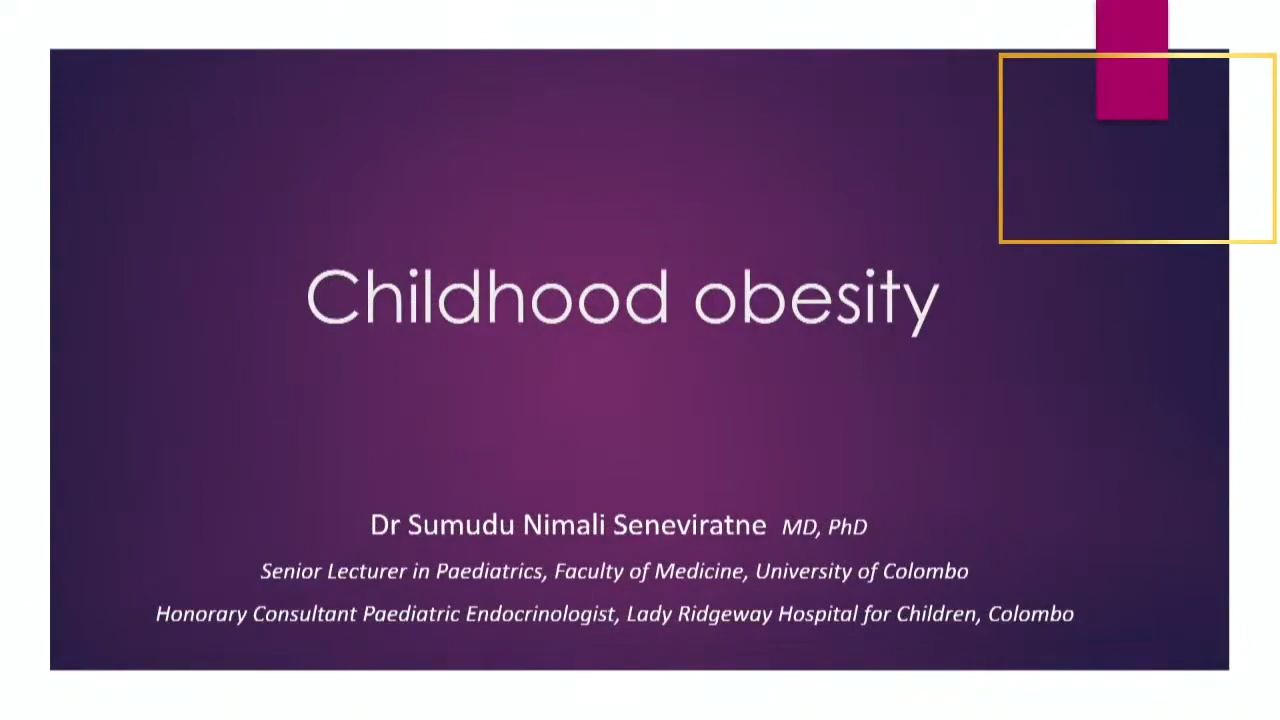 Childhood obesity
Dr Sumudu Nimali Seneviratne MD, PhD
Senior Lecturer in Paediatrics, Faculty of Medicine, University of Colombo
Honorary Consultant Paediatric Endocrinologist, Lady Ridgeway Hospital for Children, Colombo